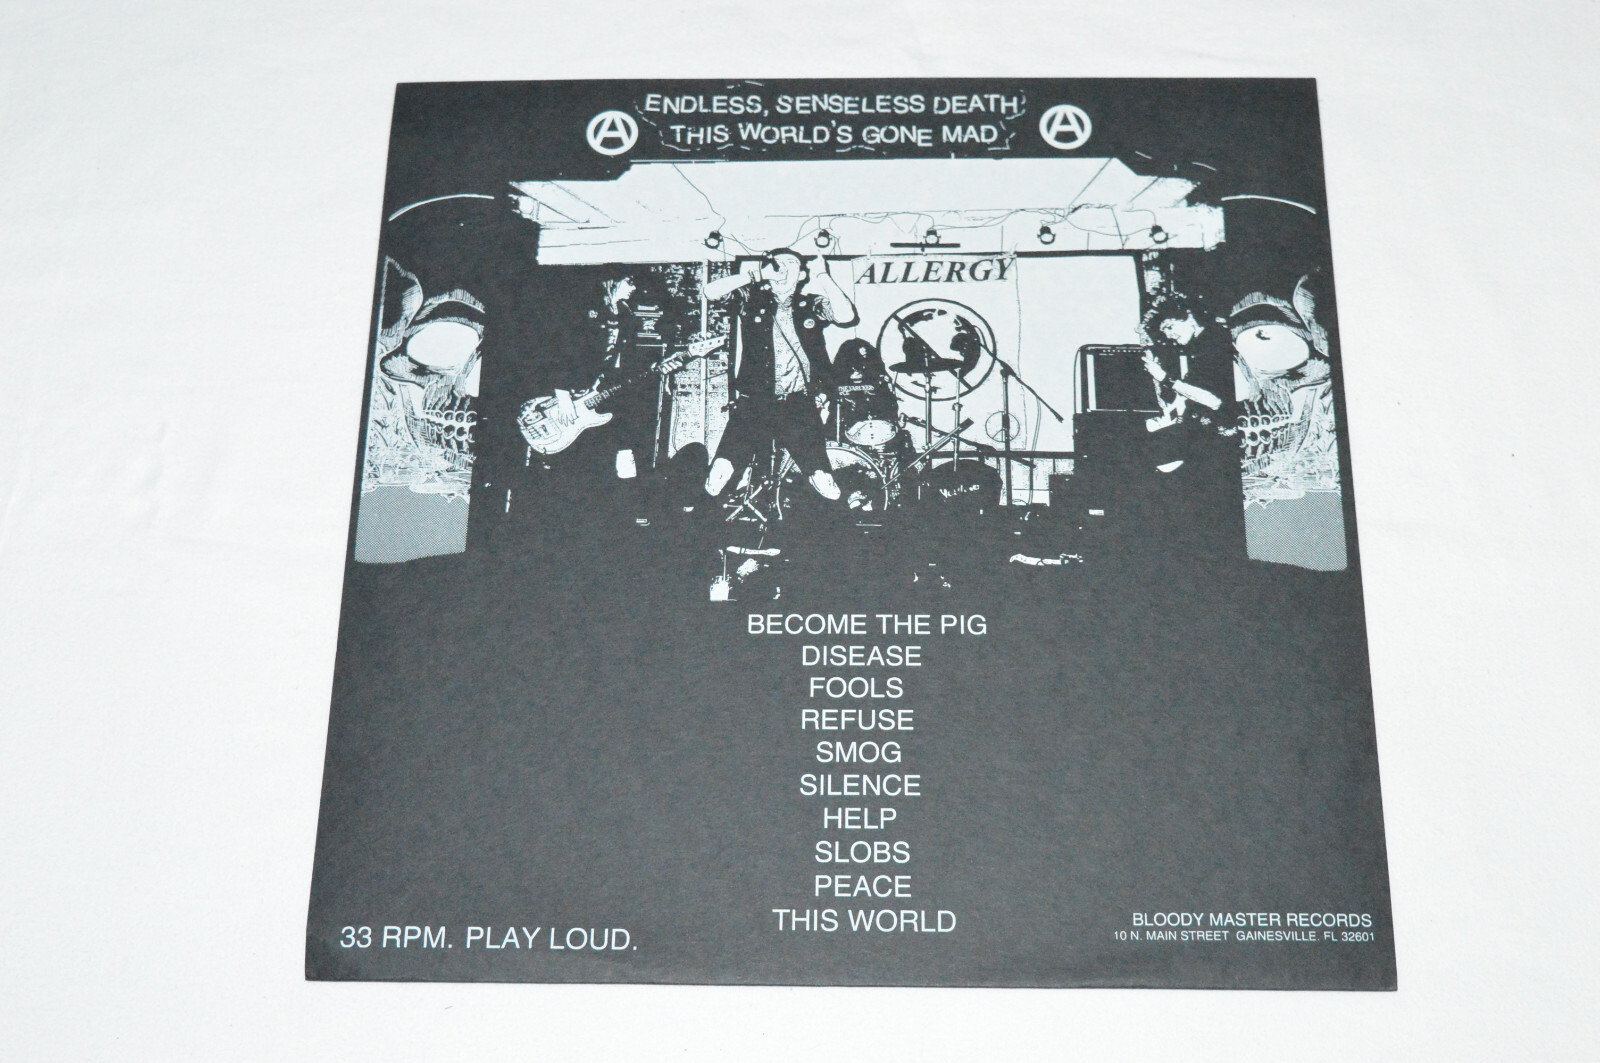 ENDLESS, SENSELESS DEATH
THIS WORLD'S GONE MAD
ALLERGY
BECOME THE PIG
DISEASE
FOOLS
REFUSE
SMOG
SILENCE
HELP
SLOBS
PEACE
THIS WORLD
33 RPM. PLAY LOUD.
BLOODY MASTER RECORDS
10 N. MAIN STREET GAINESVILLE. FL 32601